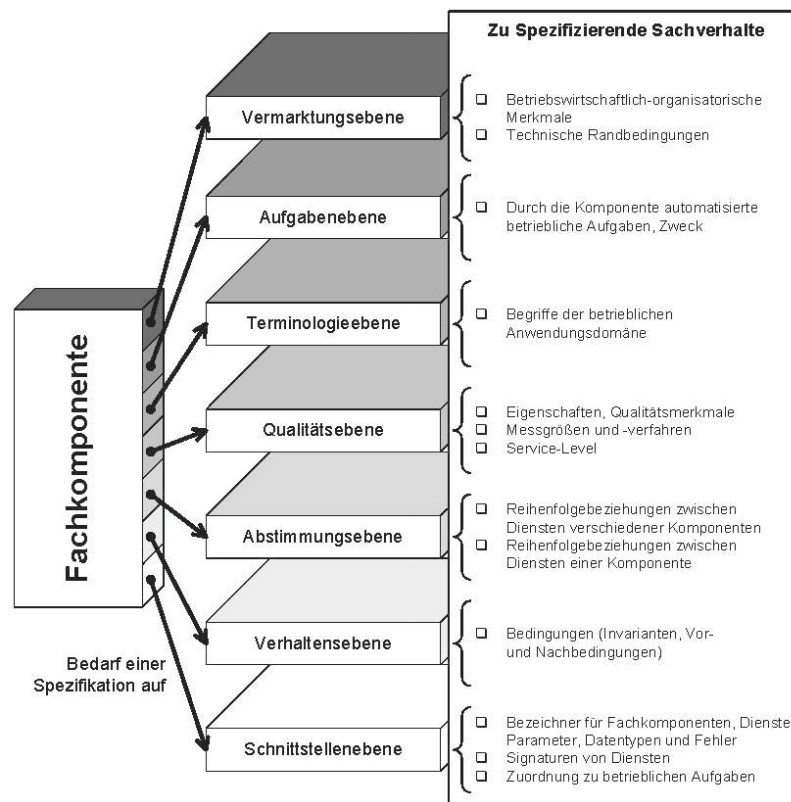 Zu Spezifizierende Sachverhalte
Vermarktungsebene
❑ Betriebswirtschaftlich-organisatorische
Merkmale
❑ Technische Randbedingungen
Aufgabenebene
❑ Durch die Komponente automatisierte
betriebliche Aufgaben, Zweck
Terminologieebene
❑ Begriffe der betrieblichen
Anwendungsdomäne
Fachkomponente
Qualitätsebene
❑ Eigenschaften, Qualitätsmerkmale
❑ Messgrößen und -verfahren
❑ Service-Level
Abstimmungsebene
❑ Reihenfolgebeziehungen zwischen
Diensten verschiedener Komponenten
❑ Reihenfolgebeziehungen zwischen
Diensten einer Komponente
Verhaltensebene
❑ Bedingungen (Invarianten, Vor-
und Nachbedingungen)
Bedarf einer
Spezifikation auf
Schnittstellenebene
❑ Bezeichner für Fachkomponenten, Dienste
Parameter, Datentypen und Fehler
❑ Signaturen von Diensten
❑ Zuordnung zu betrieblichen Aufgaben